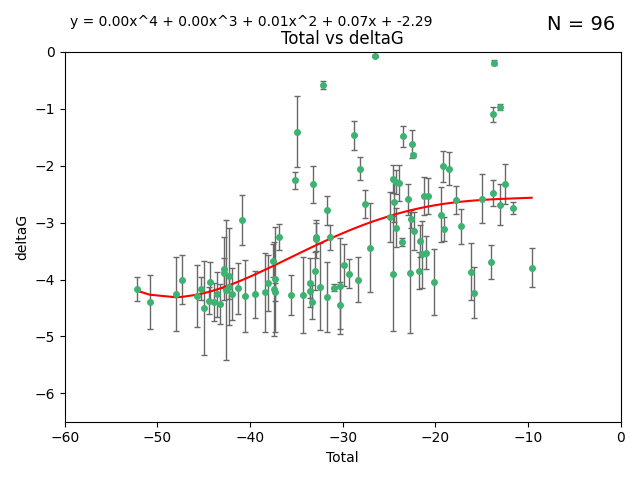 y = 0.00x^4 + 0.00x^3 + 0.01x^2 + 0.07x + -2.29
N = 96
Total vs deltaG
0
−1
−2
−3
−4
−5
−6
deltaG
−60 −50 −40 −30 −20 −10 0
Total